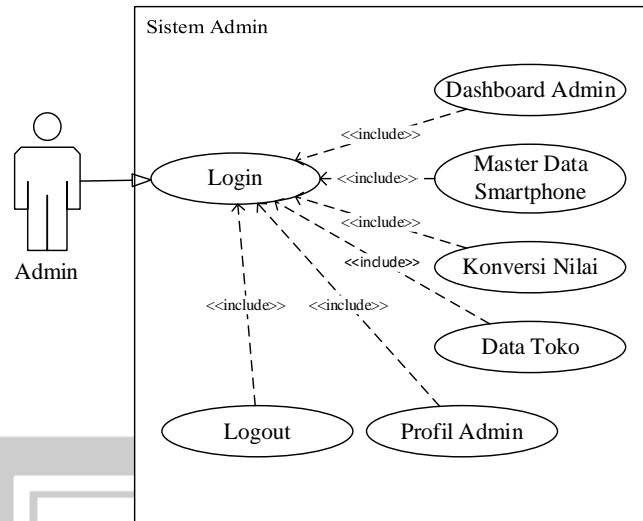 Sistem Admin
Dashboard Admin
<<include>>
Master Data
Smartphone
<<include>>
Login
<<include>>
Konversi Nilai
<<include>>
Admin
<<include>>
<<include>>
Data Toko
Logout
Profil Admin